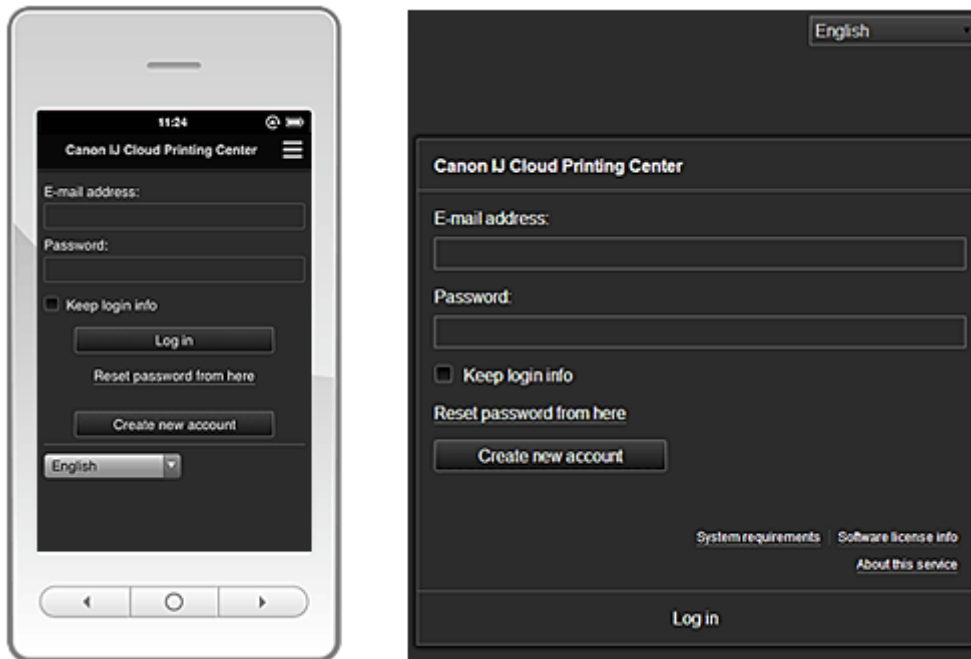 11:24
Canon IJ Cloud Printing Center
E-mail address:
Password:
Keep login info
Log in
Reset password from here
Create new account
English
English
Canon IJ Cloud Printing Center
E-mail address:
Password:
Keep login info
Reset password from here
Create new account
System requirements Software license info
About this service
Log in